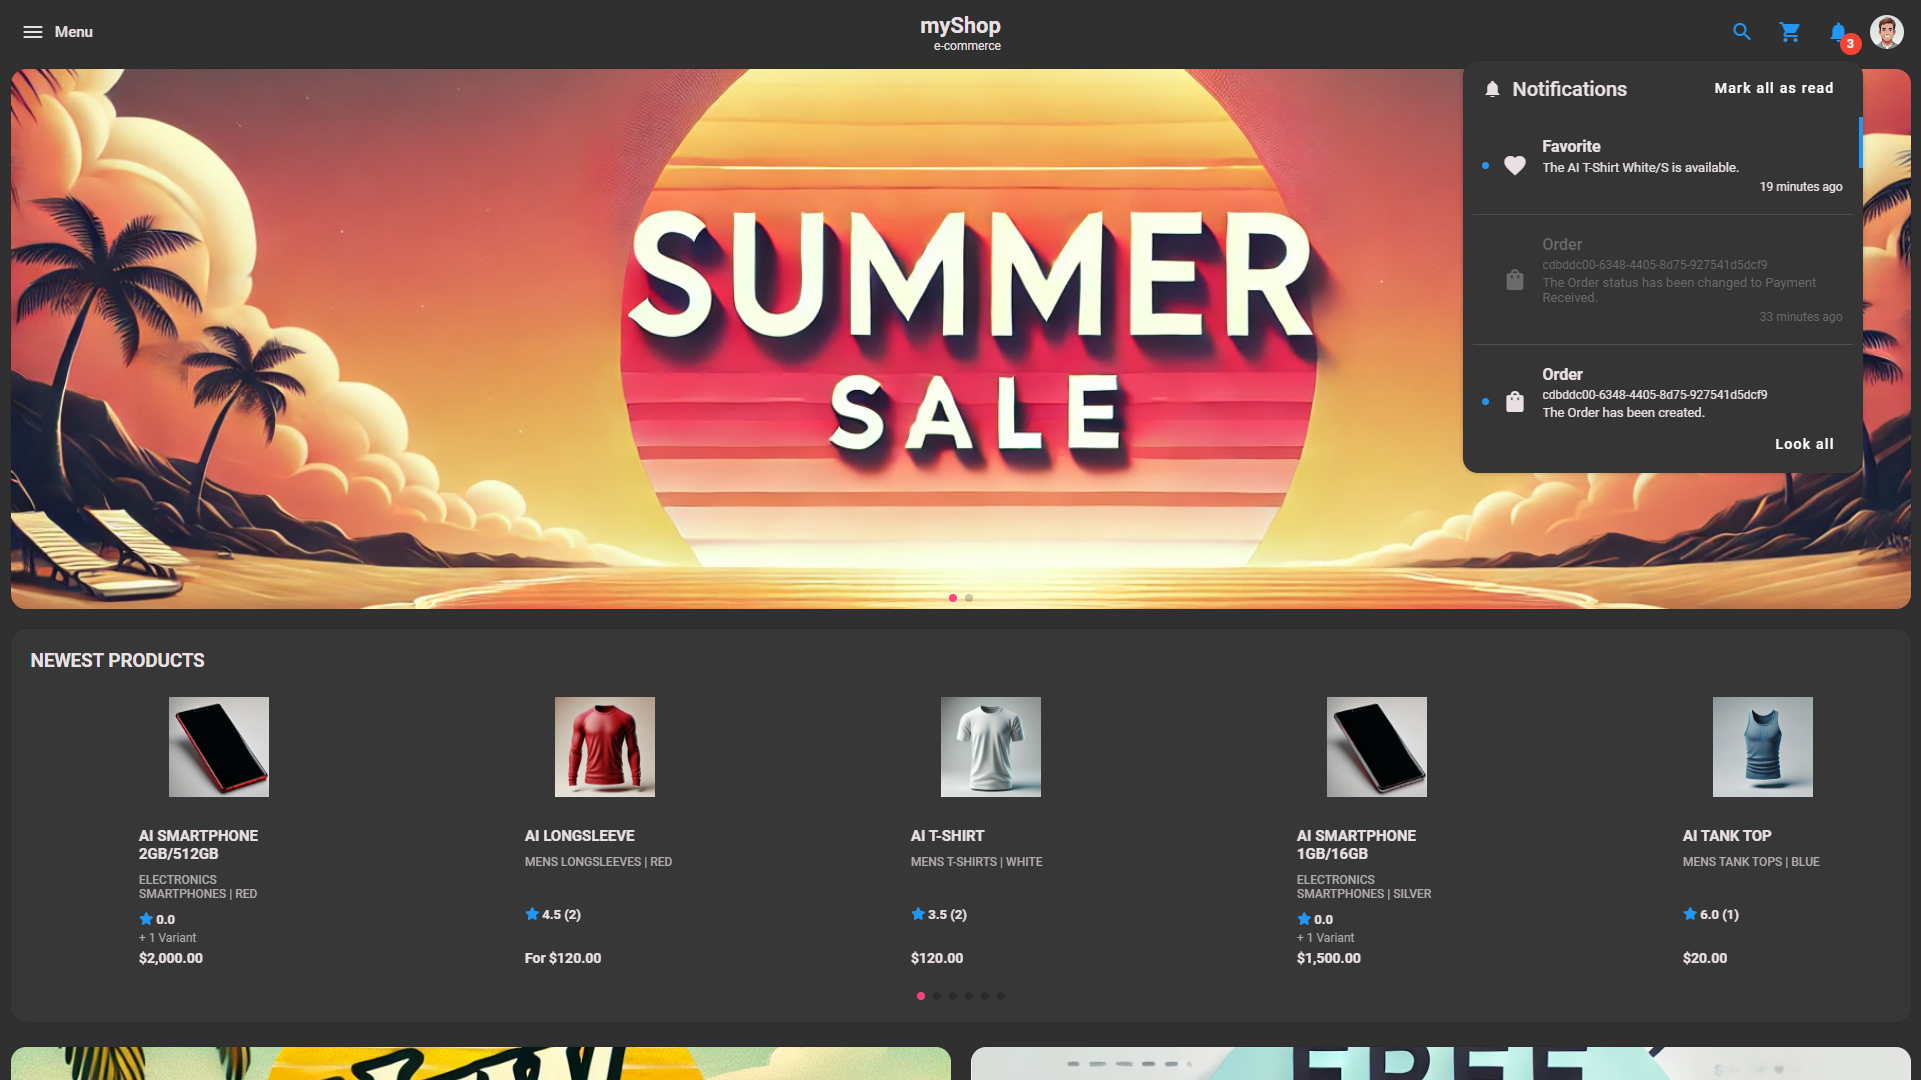 Menu
myShop
e-commerce
3
Notifications
Mark all as read
Favorite
The AI T-Shirt White/S is available.
19 minutes ago
Order
cdbddc00-6348-4405-8d75-927541d5dcf9
The Order status has been changed to Payment
Received.
33 minutes ago
Order
cdbddc00-6348-4405-8d75-927541d5dcf9
The Order has been created.
Look all
SUMMER
SALE
NEWEST PRODUCTS
AI SMARTPHONE
2GB/512GB
ELECTRONICS
SMARTPHONES | RED
0.0
+ 1 Variant
$2,000.00
AI LONGSLEEVE
MENS LONGSLEEVES | RED
4.5 (2)
For $120.00
AI T-SHIRT
MENS T-SHIRTS | WHITE
3.5 (2)
$120.00
AI SMARTPHONE
1GB/16GB
ELECTRONICS
SMARTPHONES | SILVER
0.0
+ 1 Variant
$1,500.00
AI TANK TOP
MENS TANK TOPS | BLUE
6.0 (1)
$20.00
FREE